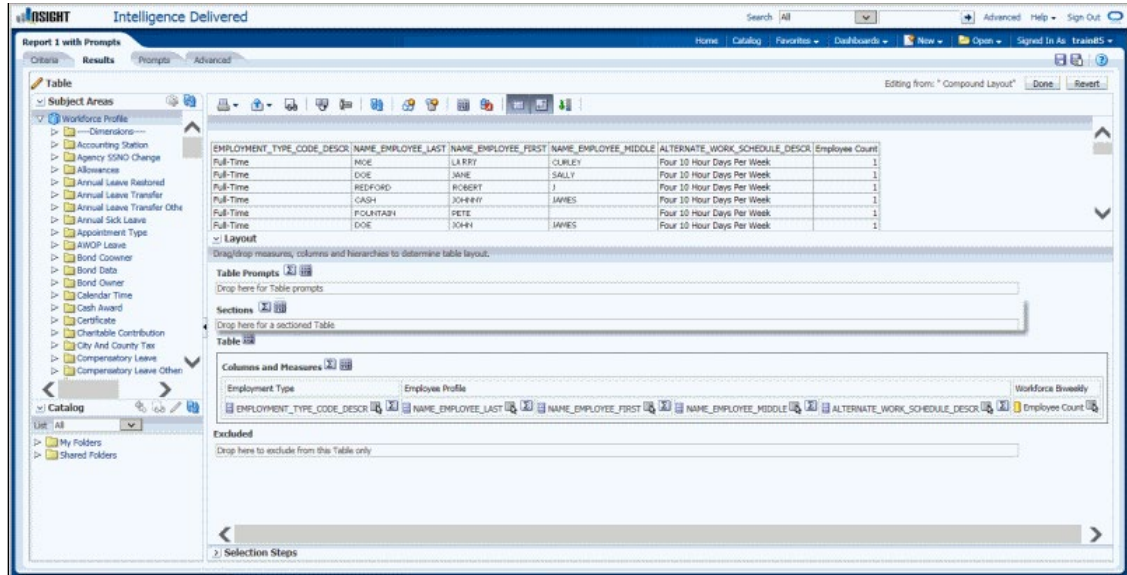 INSIGHT Intelligence Delivered Search All Advanced Help Sign Out
Report 1 with Prompts Home Catalog Favorites Dashboards New Open Signed In As train85
Criteria Results Prompts Advanced
Table Editing from: "Compound Layout" Done Revert
Subject Areas
Workforce Profile
----Dimensions----
Accounting Station
Agency SSNO Change
Allowances
Annual Leave Restored
Annual Leave Transfer
Annual Leave Transfer Othe
Annual Sick Leave
Appointment Type
AWOP Leave
Bond Coowner
Bond Data
Bond Owner
Calendar Time
Cash Award
Certificate
Charitable Contribution
City And County Tax
Compensatory Leave
Compensatory Leave Othen
Catalog
List All
My Folders
Shared Folders
EMPLOYMENT_TYPE_CODE_DESCR NAME_EMPLOYEE_LAST NAME_EMPLOYEE_FIRST NAME_EMPLOYEE_MIDDLE ALTERNATE_WORK_SCHEDULE_DESCR Employee Count
Full-Time MOE LARRY CURLEY Four 10 Hour Days Per Week 1
Full-Time DOE JANE SALLY Four 10 Hour Days Per Week 1
Full-Time REDFORD ROBERT J Four 10 Hour Days Per Week 1
Full-Time CASH JOHNNY JAMES Four 10 Hour Days Per Week 1
Full-Time FOUNTAIN PETE Four 10 Hour Days Per Week 1
Full-Time DOE JOHN JAMES Four 10 Hour Days Per Week 1
Layout
Drag/drop measures, columns and hierarchies to determine table layout.
Table Prompts
Drop here for Table prompts
Sections
Drop here for a sectioned Table
Table
Columns and Measures
Employment Type Employee Profile Workforce Biweekly
EMPLOYMENT_TYPE_CODE_DESCR NAME_EMPLOYEE_LAST NAME_EMPLOYEE_FIRST NAME_EMPLOYEE_MIDDLE ALTERNATE_WORK_SCHEDULE_DESCR Employee Count
Excluded
Drop here to exclude from this Table only
Selection Steps